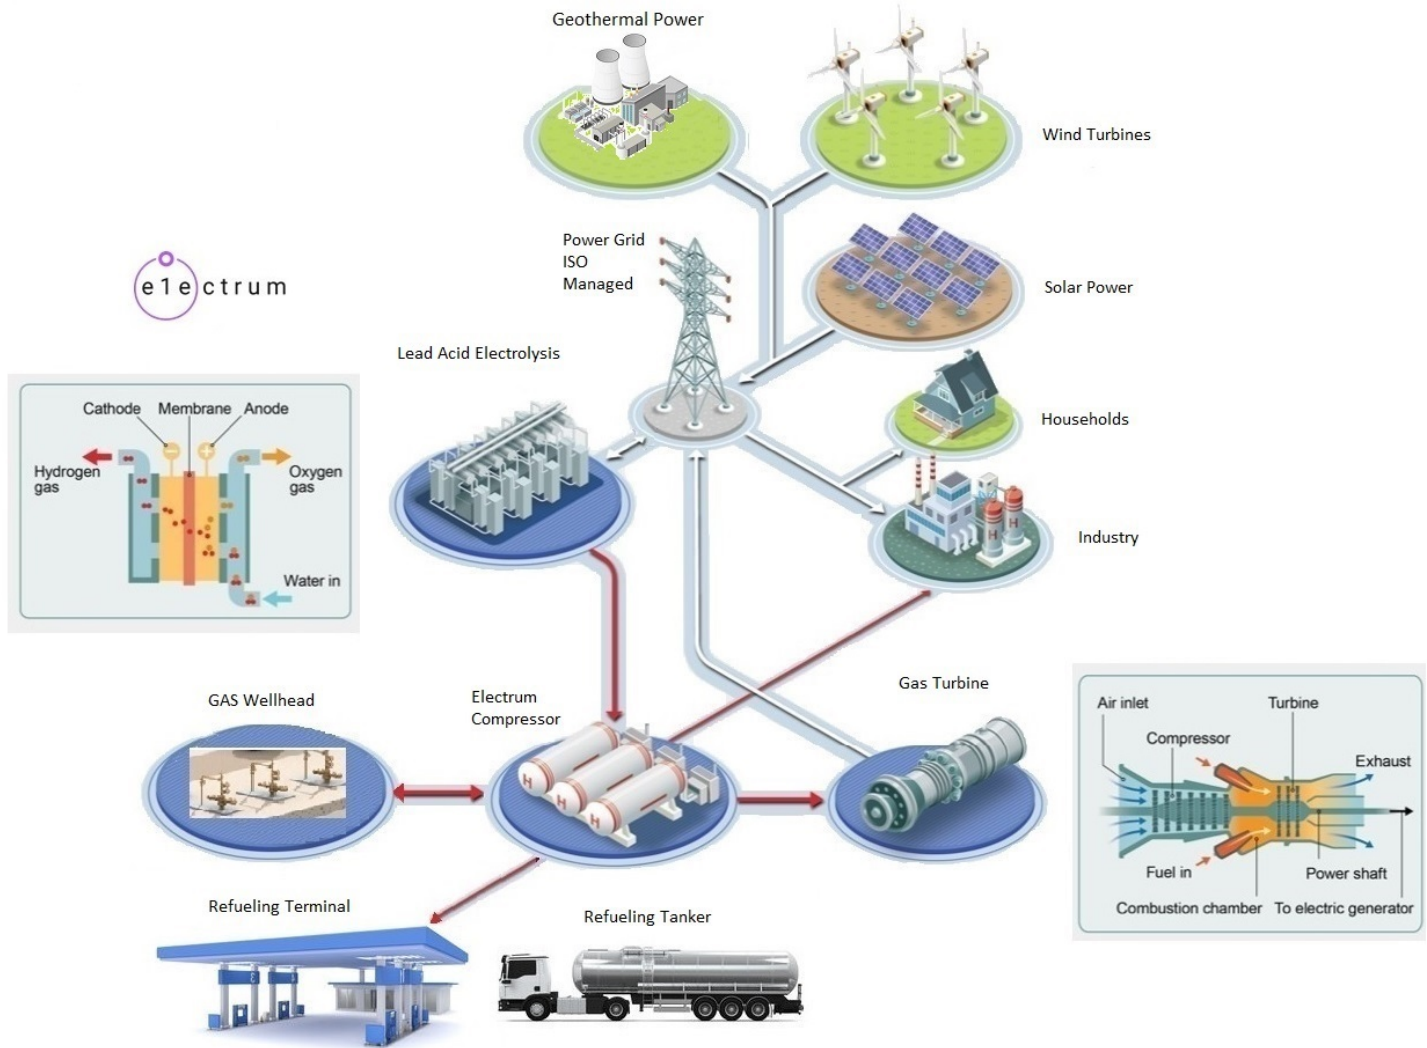 Geothermal Power
Wind Turbines
Power Grid
ISO
Managed
Solar Power
e1ectrum
Lead Acid Electrolysis
Households
Cathode
Membrane
Anode
Hydrogen
gas
Oxygen
gas
Water in
H
H
Industry
GAS Wellhead
Electrum
Compressor
Gas Turbine
H
H
H
Air inlet
Turbine
Compressor
Exhaust
Fuel in
Power shaft
Combustion chamber
To electric generator
Refueling Terminal
Refueling Tanker